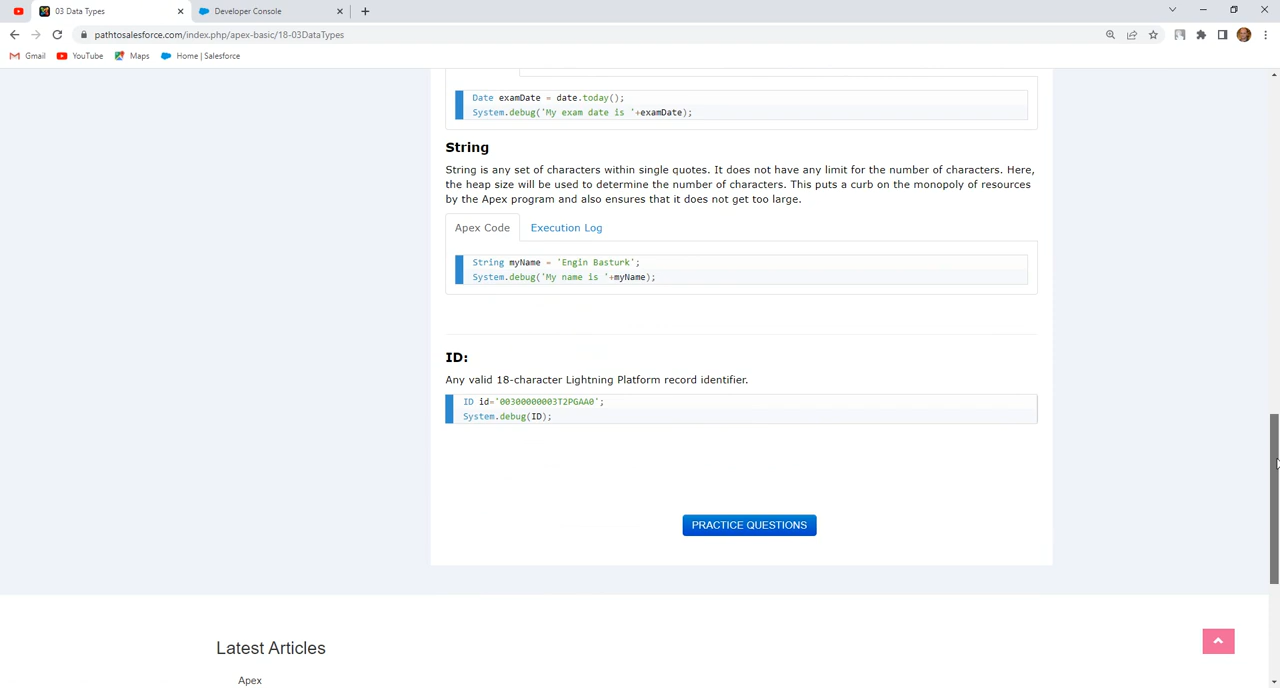 03 Data Types
Developer Console
pathtosalesforce.com/index.php/apex-basic/18-03DataTypes
Gmail
YouTube
Maps
Home | Salesforce
Date examDate = date.today();
System.debug('My exam date is '+examDate);
String
String is any set of characters within single quotes. It does not have any limit for the number of characters. Here,
the heap size will be used to determine the number of characters. This puts a curb on the monopoly of resources
by the Apex program and also ensures that it does not get too large.
Apex Code
Execution Log
String myName = 'Engin Basturk';
System.debug('My name is '+myName);
ID:
Any valid 18-character Lightning Platform record identifier.
ID id='00300000003T2PGAA0';
System.debug(ID);
PRACTICE QUESTIONS
Latest Articles
Apex